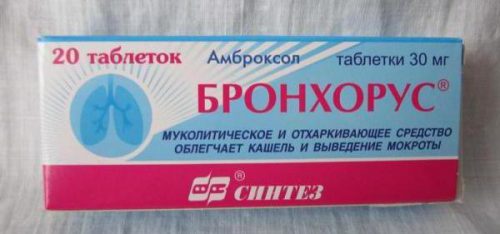 20 таблеток Амброксол таблетки 30 мг
БРОНХОРУС®
МУКОЛИТИЧЕСКОЕ И ОТХАРКИВАЮЩЕЕ СРЕДСТВО
ОБЛЕГЧАЕТ КАШЕЛЬ И ВЫВЕДЕНИЕ МОКРОТЫ
® СИНТЕЗ